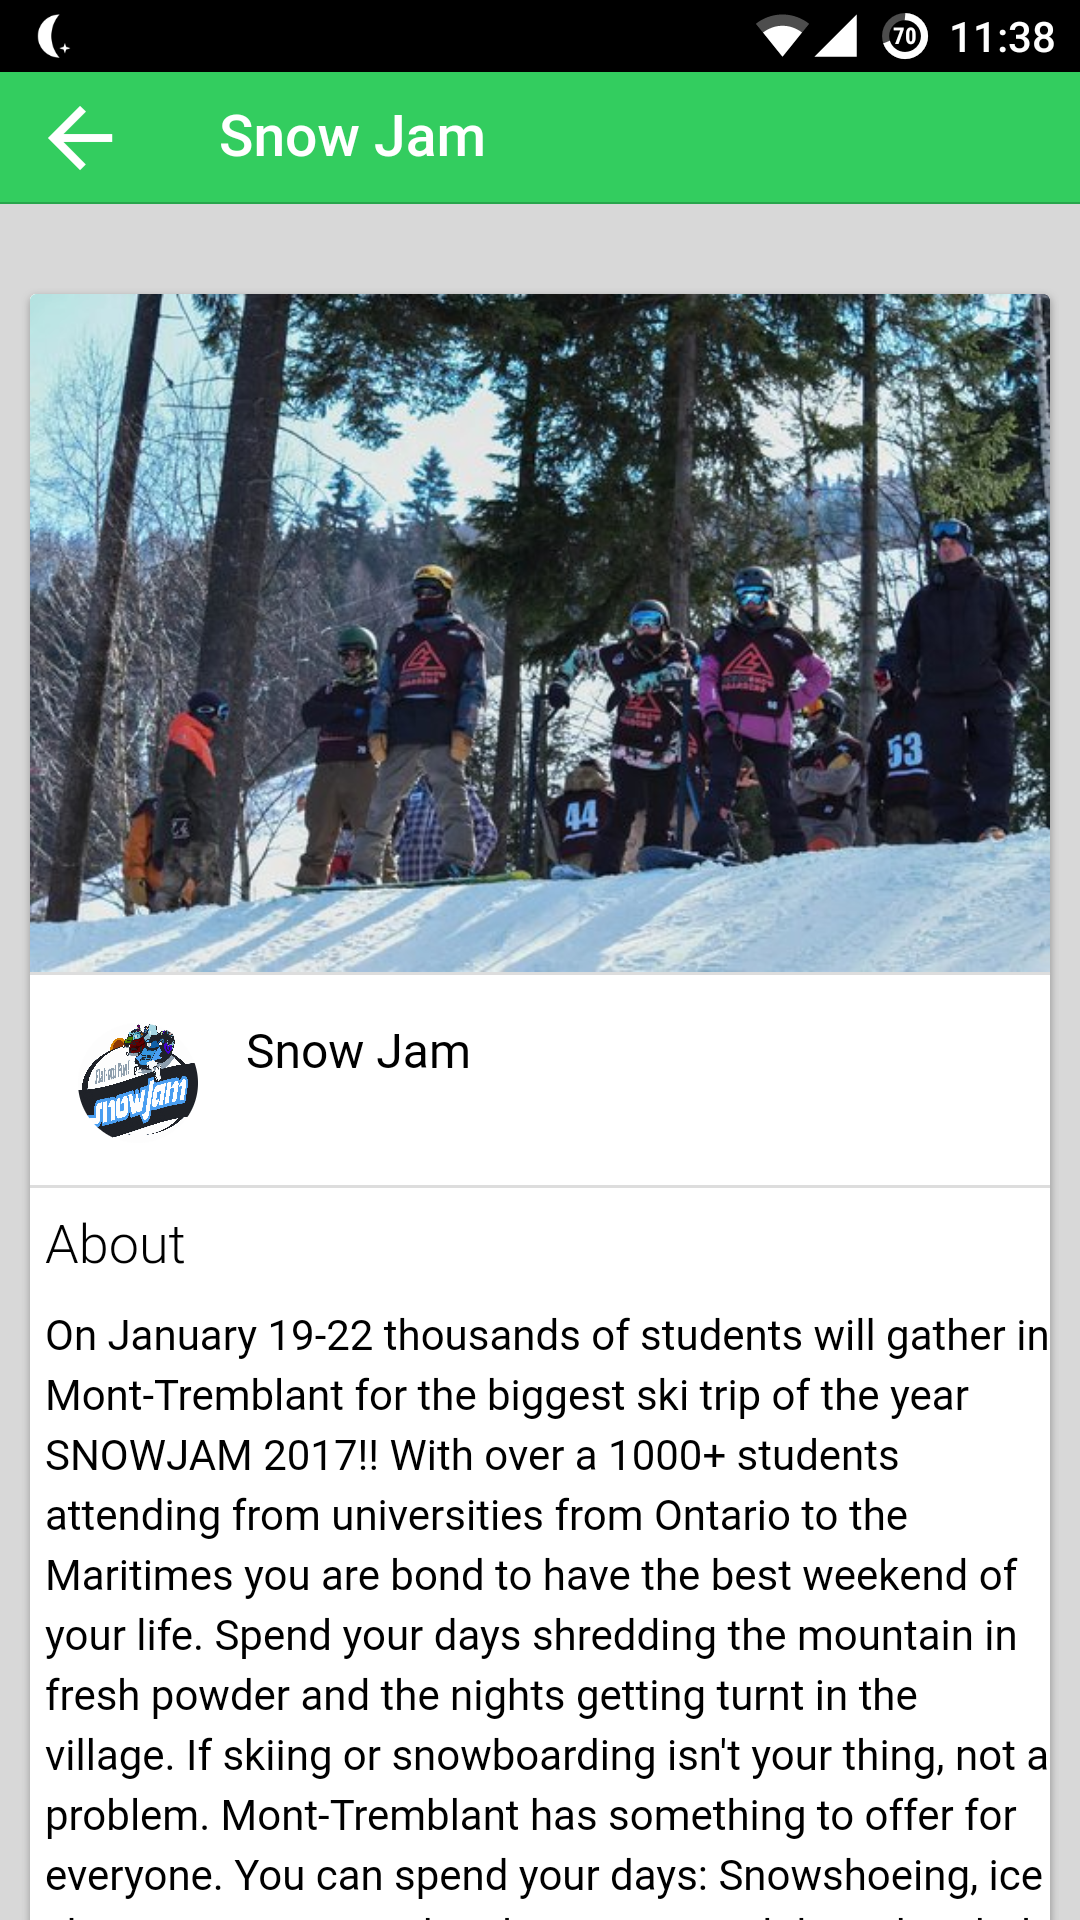 70 11:38
Snow Jam
44
53
snowjam
Snow Jam
About
On January 19-22 thousands of students will gather in
Mont-Tremblant for the biggest ski trip of the year
SNOWJAM 2017!! With over a 1000+ students
attending from universities from Ontario to the
Maritimes you are bond to have the best weekend of
your life. Spend your days shredding the mountain in
fresh powder and the nights getting turnt in the
village. If skiing or snowboarding isn't your thing, not a
problem. Mont-Tremblant has something to offer for
everyone. You can spend your days: Snowshoeing, ice